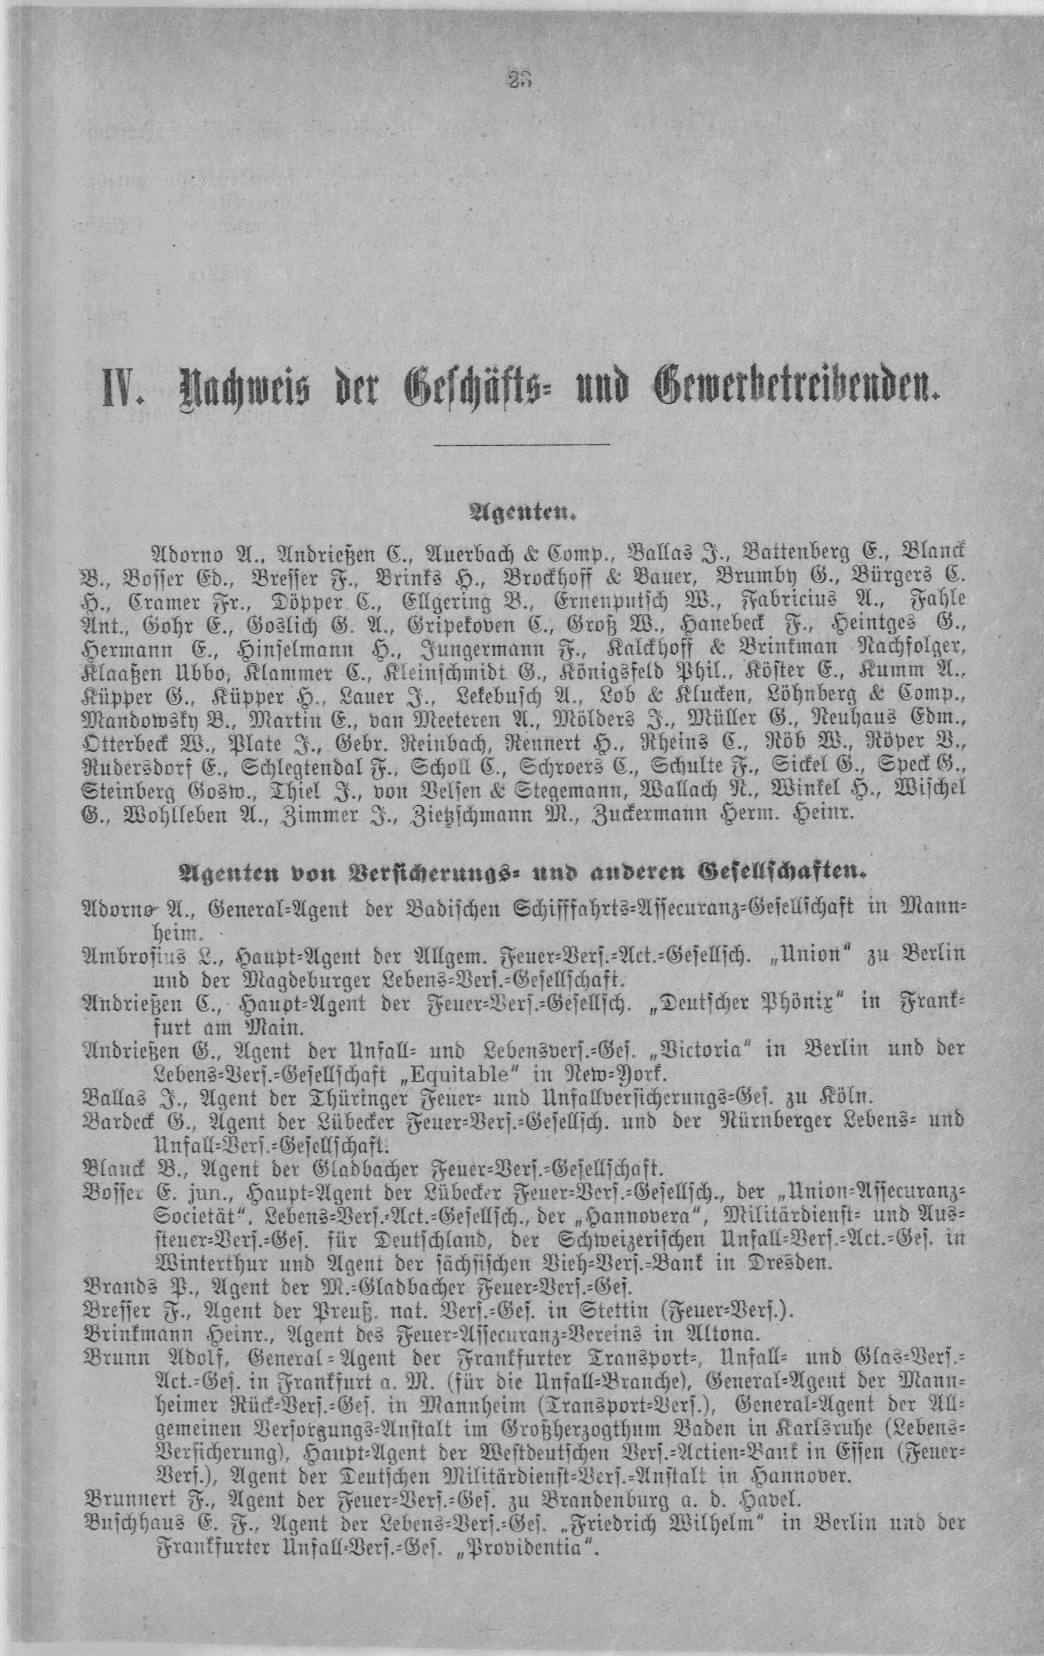 23
IV. Nachweis der Geschäfts- und Gewerbetreibenden.
Agenten.
Adorno A., Andrießen C., Auerbach & Comp., Ballas J., Battenberg E., Blanck
B., Bosser Ed., Bresser F., Brinks H., Brockhoff & Bauer, Brumby G., Bürgers C.
H., Cramer Fr., Döpper C., Ellgering B., Ernenputsch W., Fabricius A., Fahle
Ant., Gohr E., Goslich G. A., Gripekoven C., Groß W., Hanebeck F., Heintges G.,
Hermann E., Hinselmann H., Jungermann F., Kalckhoff & Brinkman Nachfolger,
Klaaßen Ubbo, Klammer C., Kleinschmidt G., Königsfeld Phil., Köster E., Kumm A.,
Küpper G., Küpper H., Lauer J., Lekebusch A., Lob & Klucken, Löhnberg & Comp.,
Mandowsky B., Martin E., van Meeteren A., Mölders J., Müller G., Neuhaus Edm.,
Otterbeck W., Plate J., Gebr. Reinbach, Rennert H., Rheins C., Röb W., Röper V.,
Rudersdorf E., Schlegtendal F., Scholl C., Schroers C., Schulte F., Sickel G., Speck G.,
Steinberg Gosw., Thiel J., von Velsen & Stegemann, Wallach N., Winkel H., Wischel
G., Wohlleben A., Zimmer J., Zietzschmann M., Zuckermann Herm. Heinr.
Agenten von Versicherungs- und anderen Gesellschaften.
Adorno A., General-Agent der Badischen Schifffahrts-Assecuranz-Gesellschaft in Mann-
heim.
Ambrosius L., Haupt-Agent der Allgem. Feuer-Vers.-Act.-Gesellsch. „Union“ zu Berlin
und der Magdeburger Lebens-Vers.-Gesellschaft.
Andrießen C., Haupt-Agent der Feuer-Vers.-Gesellsch. „Deutscher Phönix“ in Frank-
furt am Main.
Andrießen G., Agent der Unfall- und Lebensvers.-Ges. „Victoria“ in Berlin und der
Lebens-Vers.-Gesellschaft „Equitable“ in New-York.
Ballas J., Agent der Thüringer Feuer- und Unfallversicherungs-Ges. zu Köln.
Bardeck G., Agent der Lübecker Feuer-Vers.-Gesellsch. und der Nürnberger Lebens- und
Unfall-Vers.-Gesellschaft.
Blanck B., Agent der Gladbacher Feuer-Vers.-Gesellschaft.
Bosser E. jun., Haupt-Agent der Lübecker Feuer-Vers.-Gesellsch., der „Union-Assecuranz-
Societät“, Lebens-Vers.-Act.-Gesellsch., der „Hannovera“, Militärdienst- und Aus-
steuer-Vers.-Ges. für Deutschland, der Schweizerischen Unfall-Vers.-Act.-Ges. in
Winterthur und Agent der sächsischen Vieh-Vers.-Bank in Dresden.
Brands P., Agent der M.-Gladbacher Feuer-Vers.-Ges.
Bresser F., Agent der Preuß. nat. Vers.-Ges. in Stettin (Feuer-Vers.).
Brinkmann Heinr., Agent des Feuer-Assecuranz-Vereins in Altona.
Brunn Adolf, General-Agent der Frankfurter Transport-, Unfall- und Glas-Vers.-
Act.-Ges. in Frankfurt a. M. (für die Unfall-Branche), General-Agent der Mann-
heimer Rück-Vers.-Ges. in Mannheim (Transport-Vers.), General-Agent der All-
gemeinen Versorgungs-Anstalt im Großherzogthum Baden in Karlsruhe (Lebens-
Versicherung), Haupt-Agent der Westdeutschen Vers.-Actien-Bank in Essen (Feuer-
Vers.), Agent der Deutschen Militärdienst-Vers.-Anstalt in Hannover.
Brunnert F., Agent der Feuer-Vers.-Ges. zu Brandenburg a. d. Havel.
Buschhaus C. F., Agent der Lebens-Vers.-Ges. „Friedrich Wilhelm“ in Berlin und der
Frankfurter Unfall-Vers.-Ges. „Providentia“.